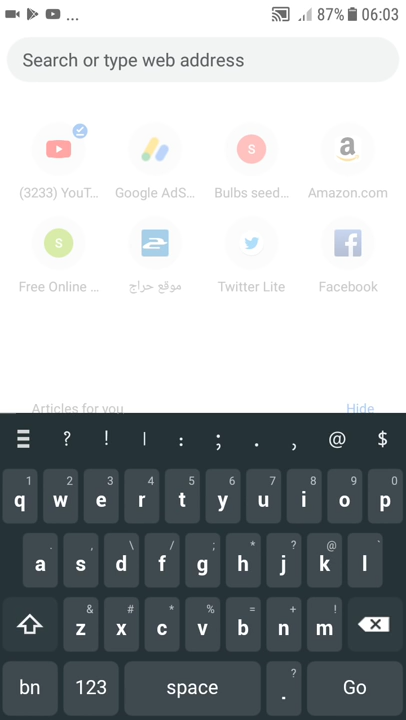 ... 87% 06:03
Search or type web address
S
(3233) YouT... Google AdS... Bulbs seed... Amazon.com
S
Free Online ... موقع حراج Twitter Lite Facebook
Articles for you Hide
? ! | : ; . , @ $
1 2 3 4 5 6 7 8 9 0
q w e r t y u i o p
. , \ / ; * ? @ `
a s d f g h j k l
& # * % = + !
z x c v b n m
?
bn 123 space . Go